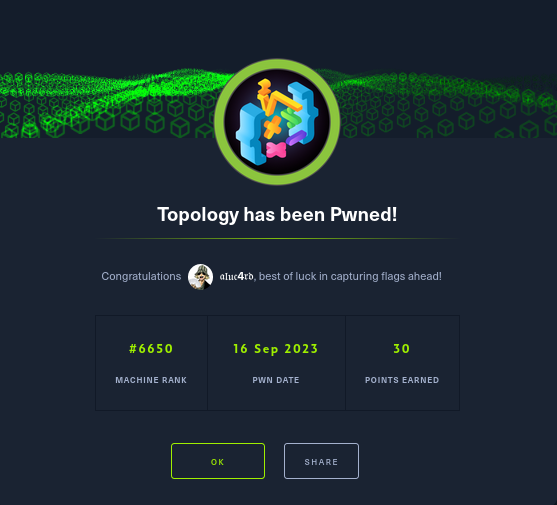 Topology has been Pwned!
Congratulations 𝔞𝔩𝔲𝔠4𝔯𝔡, best of luck in capturing flags ahead!
#6650 16 Sep 2023 30
MACHINE RANK PWN DATE POINTS EARNED
OK SHARE